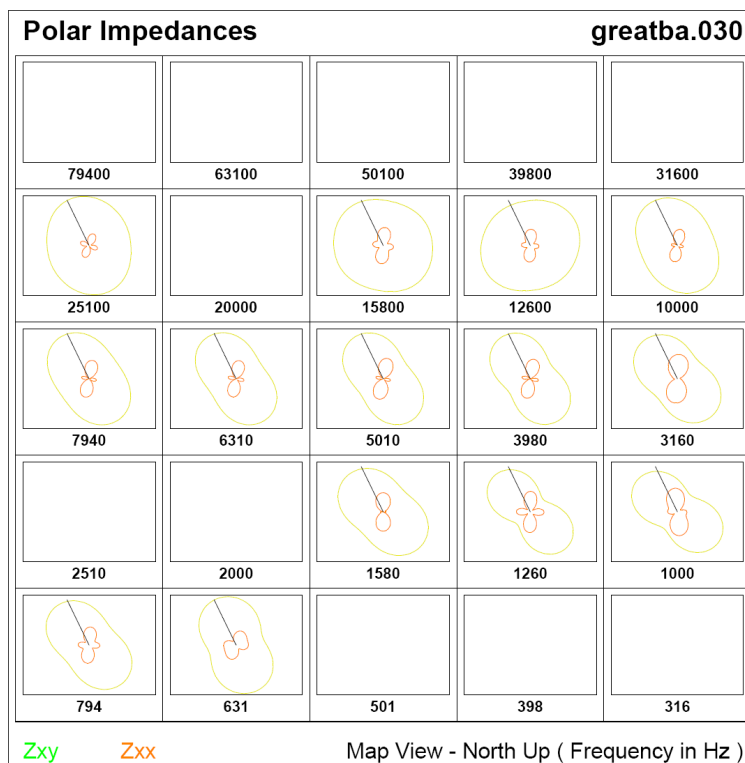 Polar Impedances greatba.030
79400 63100 50100 39800 31600
25100 20000 15800 12600 10000
7940 6310 5010 3980 3160
2510 2000 1580 1260 1000
794 631 501 398 316
Zxy Zxx Map View - North Up ( Frequency in Hz )